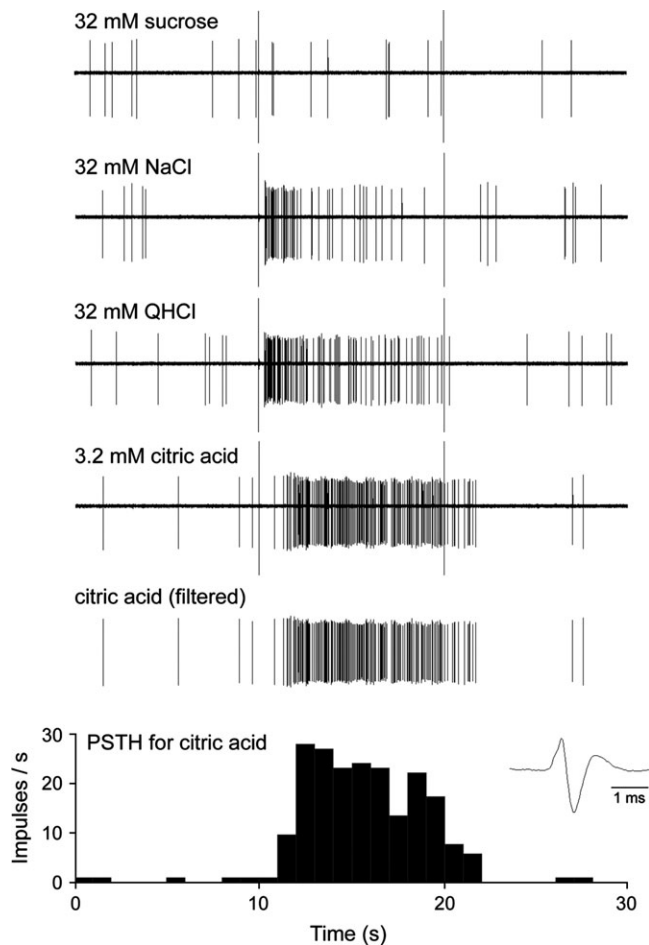 32 mM sucrose
32 mM NaCl
32 mM QHCl
3.2 mM citric acid
citric acid (filtered)
PSTH for citric acid
1 ms
Impulses / s
30
20
10
0
0 10 20 30
Time (s)